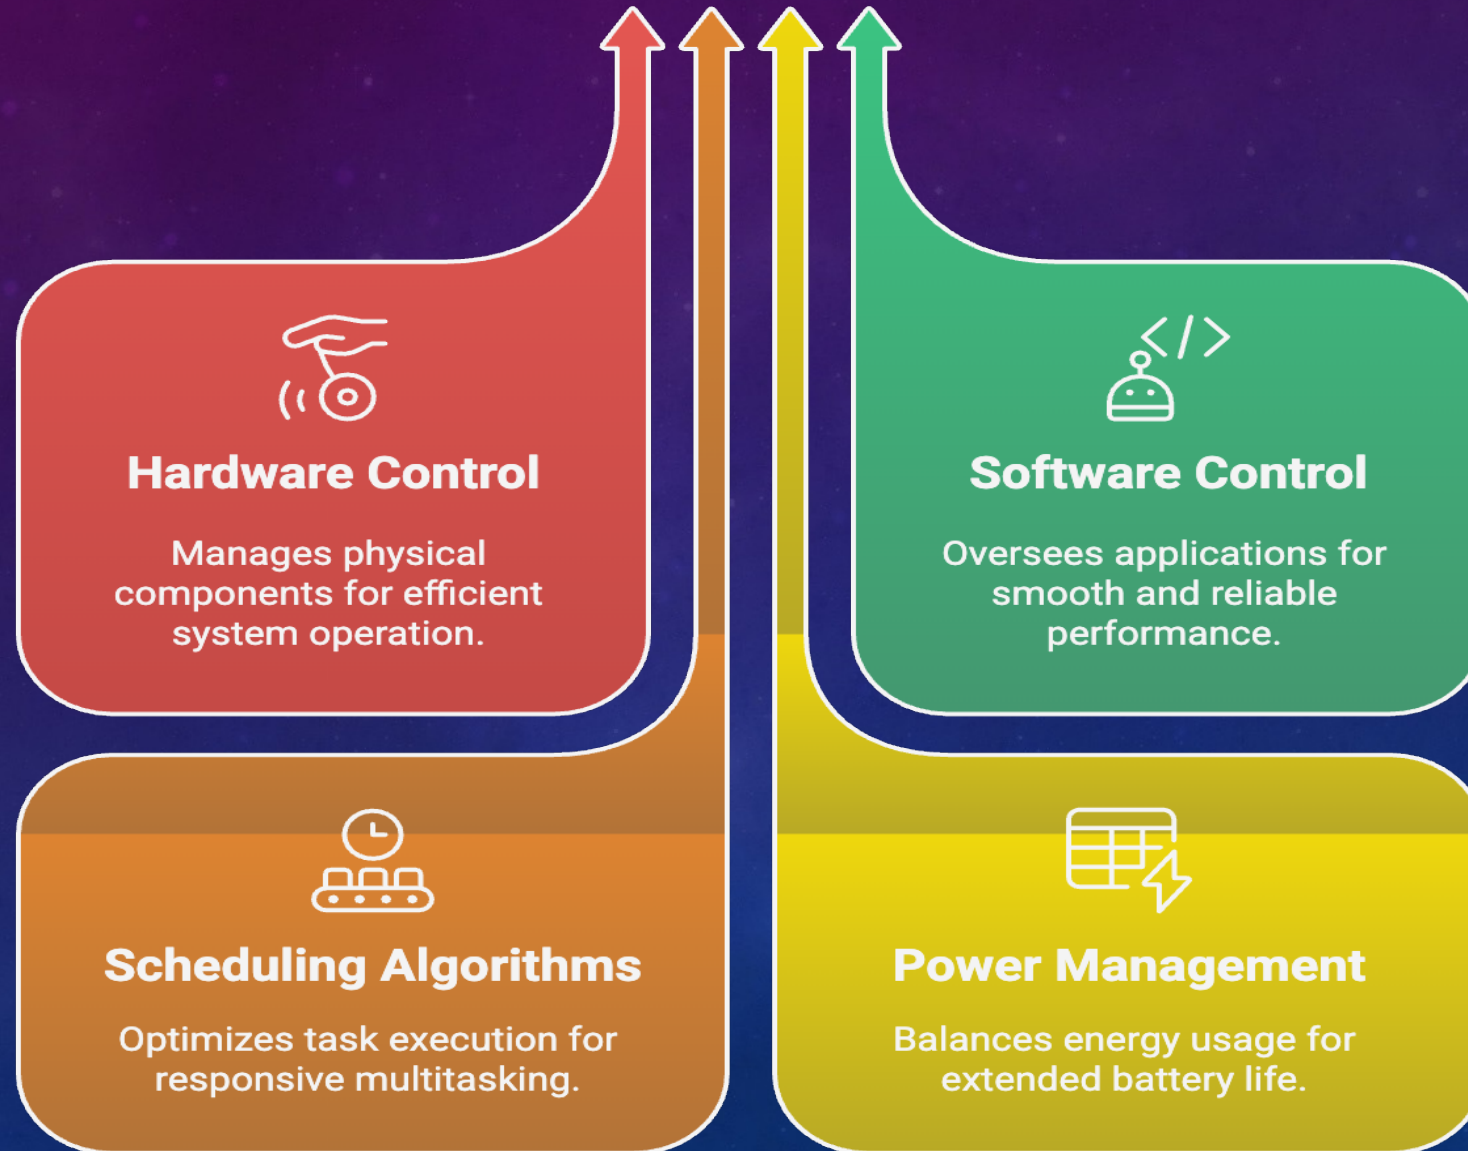 Hardware Control
Manages physical
components for efficient
system operation.
</>
Software Control
Oversees applications for
smooth and reliable
performance.
Scheduling Algorithms
Optimizes task execution for
responsive multitasking.
Power Management
Balances energy usage for
extended battery life.